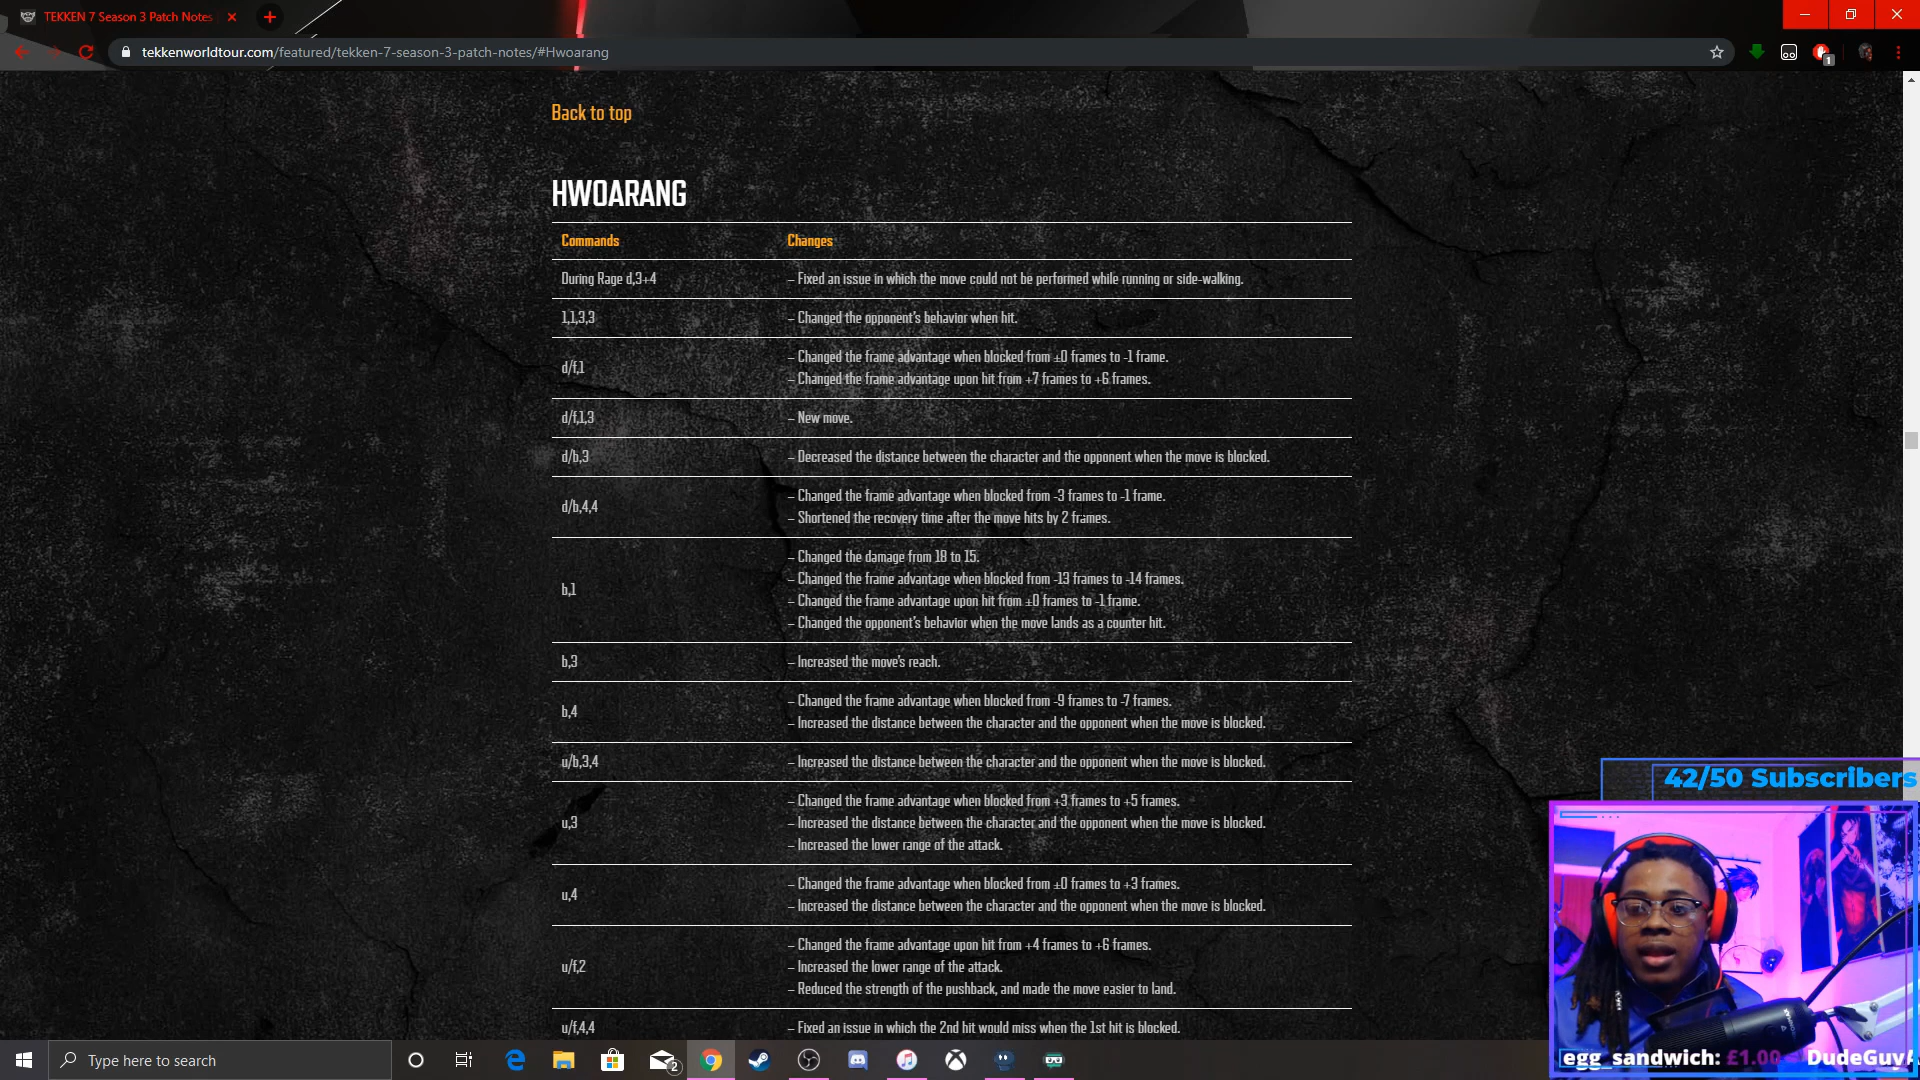 TEKKEN 7 Season 3 Patch Notes
tekkenworldtour.com/featured/tekken-7-season-3-patch-notes/#Hwoarang
1
Back to top
HWOARANG
Commands Changes
During Rage d,3+4 – Fixed an issue in which the move could not be performed while running or side-walking.
1,1,3,3 – Changed the opponent's behavior when hit.
d/f,1 – Changed the frame advantage when blocked from ±0 frames to -1 frame.
– Changed the frame advantage upon hit from +7 frames to +6 frames.
d/f,1,3 – New move.
d/b,3 – Decreased the distance between the character and the opponent when the move is blocked.
d/b,4,4 – Changed the frame advantage when blocked from -3 frames to -1 frame.
– Shortened the recovery time after the move hits by 2 frames.
b,1 – Changed the damage from 18 to 15.
– Changed the frame advantage when blocked from -13 frames to -14 frames.
– Changed the frame advantage upon hit from ±0 frames to -1 frame.
– Changed the opponent's behavior when the move lands as a counter hit.
b,3 – Increased the move's reach.
b,4 – Changed the frame advantage when blocked from -9 frames to -7 frames.
– Increased the distance between the character and the opponent when the move is blocked.
u/b,3,4 – Increased the distance between the character and the opponent when the move is blocked.
u,3 – Changed the frame advantage when blocked from +3 frames to +5 frames.
– Increased the distance between the character and the opponent when the move is blocked.
– Increased the lower range of the attack.
u,4 – Changed the frame advantage when blocked from ±0 frames to +3 frames.
– Increased the distance between the character and the opponent when the move is blocked.
u/f,2 – Changed the frame advantage upon hit from +4 frames to +6 frames.
– Increased the lower range of the attack.
– Reduced the strength of the pushback, and made the move easier to land.
u/f,4,4 – Fixed an issue in which the 2nd hit would miss when the 1st hit is blocked.
42/50 Subscribers
egg_sandwich: £1.00 DudeGuyA
Type here to search
2